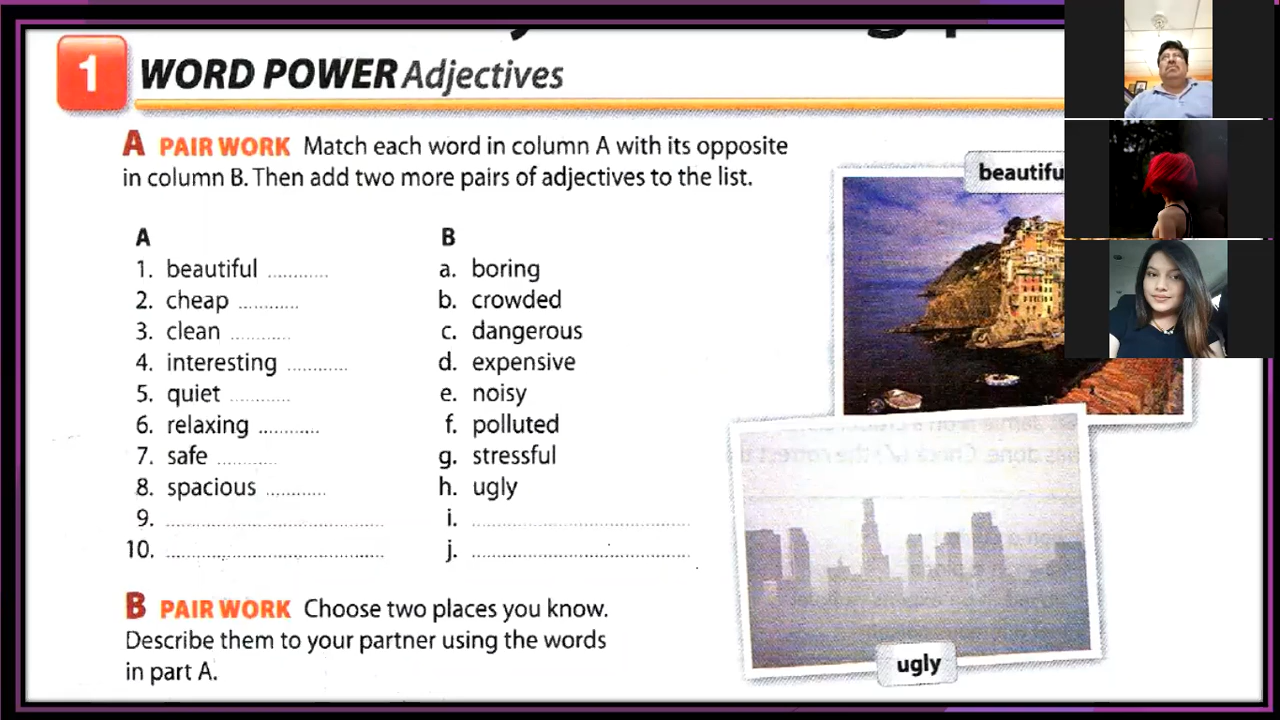 1
WORD POWER Adjectives
A PAIR WORK Match each word in column A with its opposite
in column B. Then add two more pairs of adjectives to the list.
A
1. beautiful ............
2. cheap ............
3. clean ............
4. interesting ............
5. quiet ............
6. relaxing ............
7. safe ............
8. spacious ............
9. ............
10. ............
B
a. boring
b. crowded
c. dangerous
d. expensive
e. noisy
f. polluted
g. stressful
h. ugly
i. ............
j. ............
beautifu
ugly
B PAIR WORK Choose two places you know.
Describe them to your partner using the words
in part A.